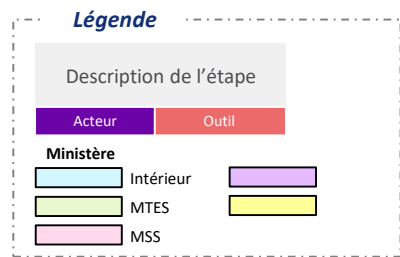 Légende
Description de l’étape
Acteur Outil
Ministère
Intérieur
MTES
MSS